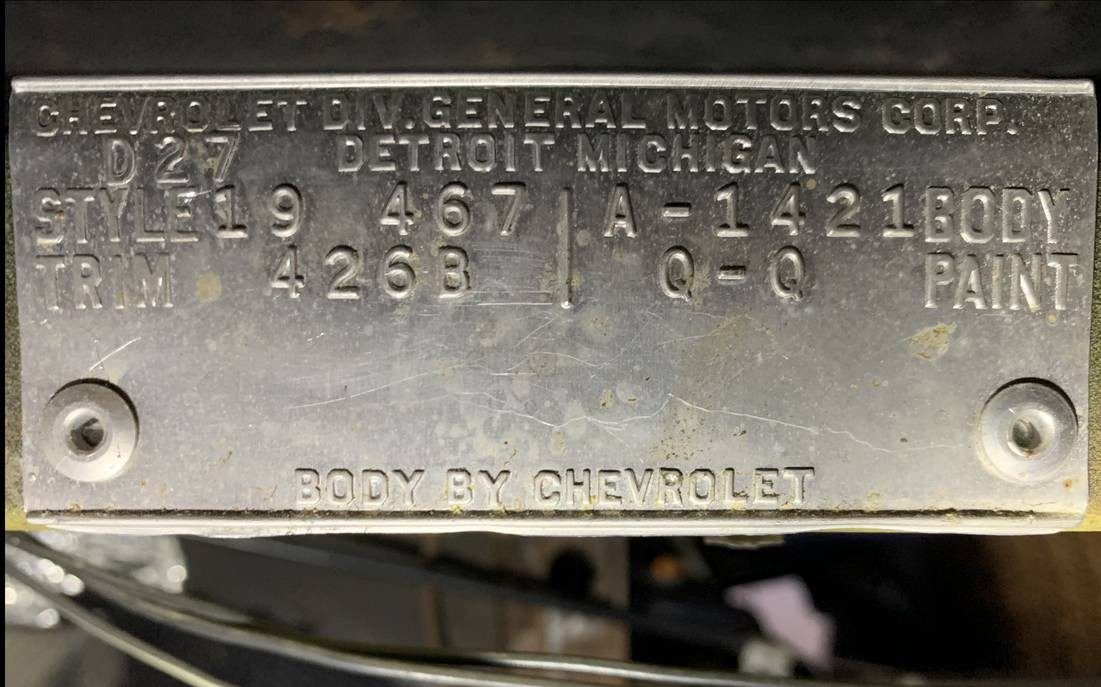 CHEVROLET DIV. GENERAL MOTORS CORP.
D27 DETROIT MICHIGAN
STYLE 19 467 | A-1421 BODY
TRIM 426B | Q-Q PAINT
BODY BY CHEVROLET